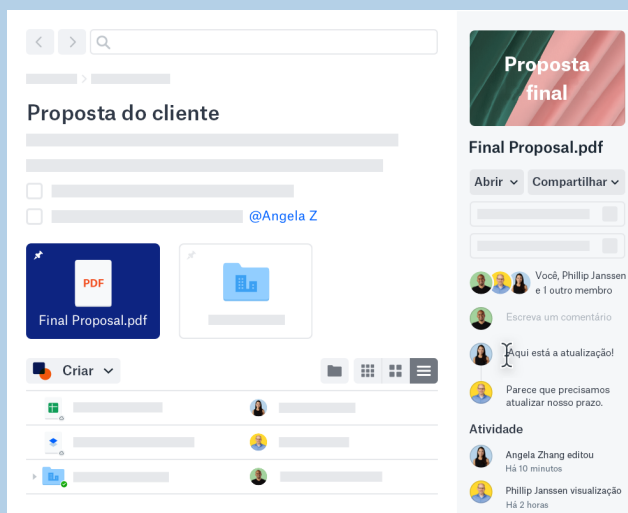 Proposta do cliente
@Angela Z
PDF
Final Proposal.pdf
Criar
Proposta
final
Final Proposal.pdf
Abrir
Compartilhar
Você, Phillip Janssen
e 1 outro membro
Escreva um comentário
Aqui está a atualização!
Parece que precisamos
atualizar nosso prazo.
Atividade
Angela Zhang editou
Há 10 minutos
Phillip Janssen visualização
Há 2 horas